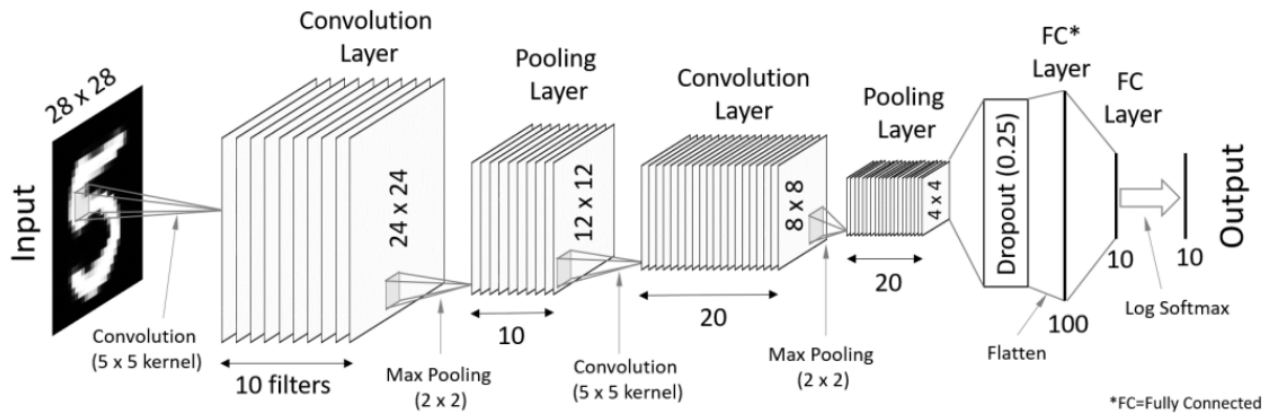 Input
28 x 28
Convolution
(5 x 5 kernel)
Convolution
Layer
24 x 24
10 filters
Max Pooling
(2 x 2)
Pooling
Layer
12 x 12
10
Convolution
(5 x 5 kernel)
Convolution
Layer
8 x 8
20
Max Pooling
(2 x 2)
Pooling
Layer
4 x 4
20
Dropout (0.25)
Flatten
FC*
Layer
100
FC
Layer
10
Log Softmax
10
Output
*FC=Fully Connected